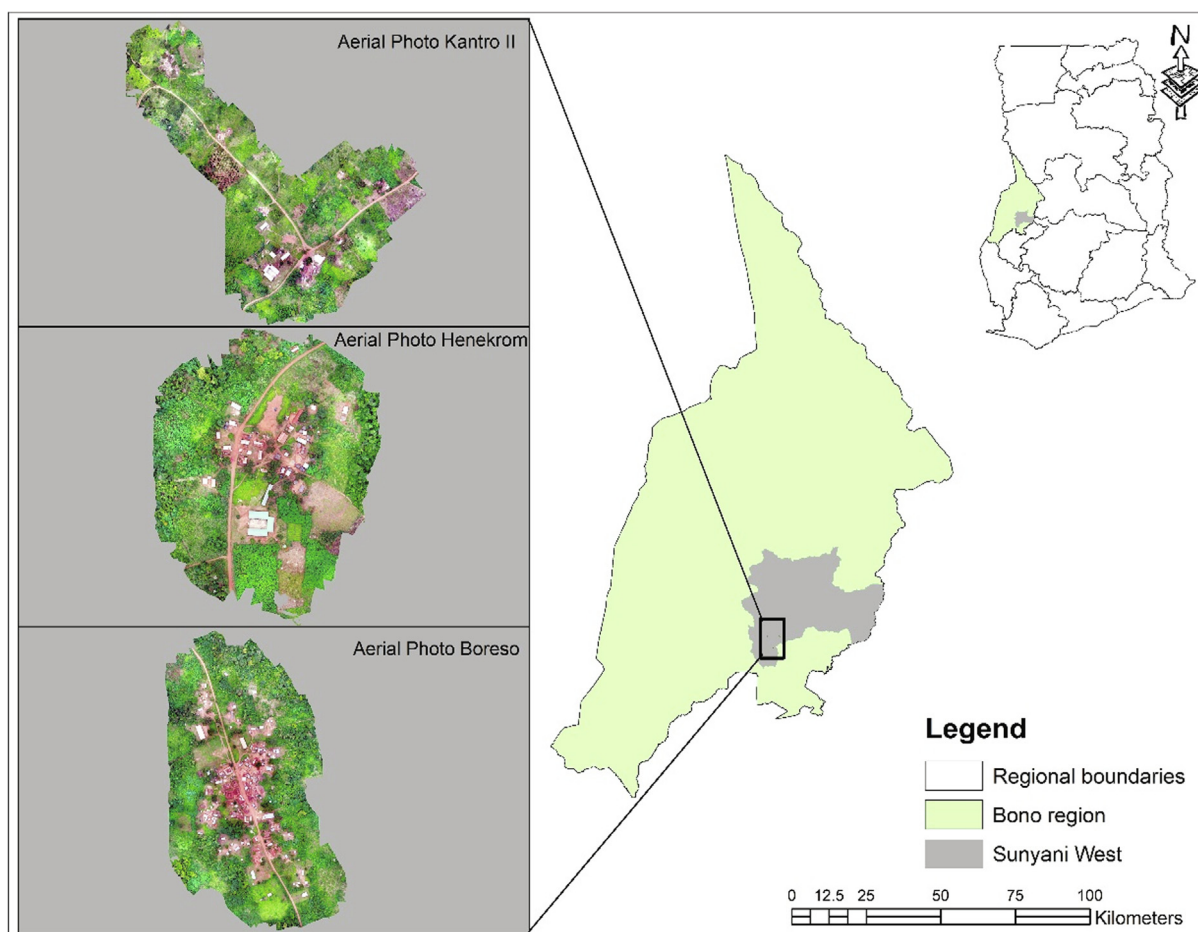 Aerial Photo Kantro II
Aerial Photo Henekrom
Aerial Photo Boreso
N
Legend
Regional boundaries
Bono region
Sunyani West
0 12.5 25 50 75 100
Kilometers